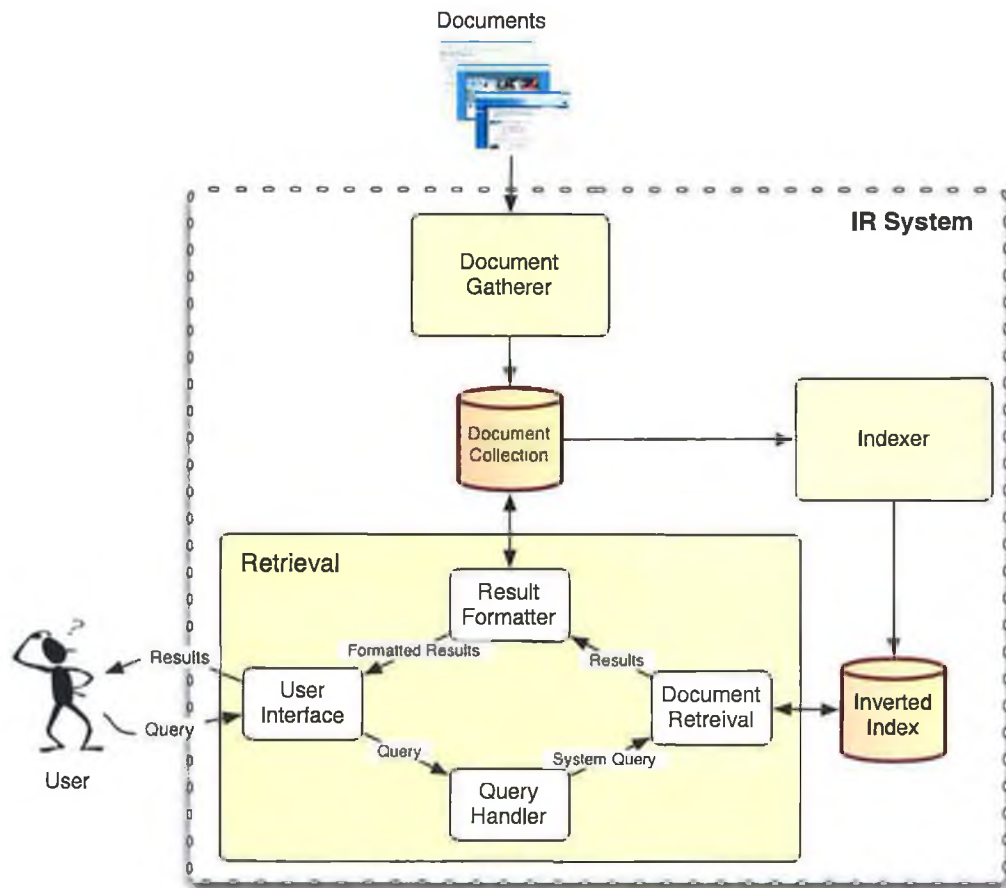 Documents
IR System
Document
Gatherer
Document
Collection
Indexer
Retrieval
Result
Formatter
Formatted Results
Results
Results
User
Interface
Document
Retreival
Inverted
Index
Query
Query
System Query
User
Query
Handler